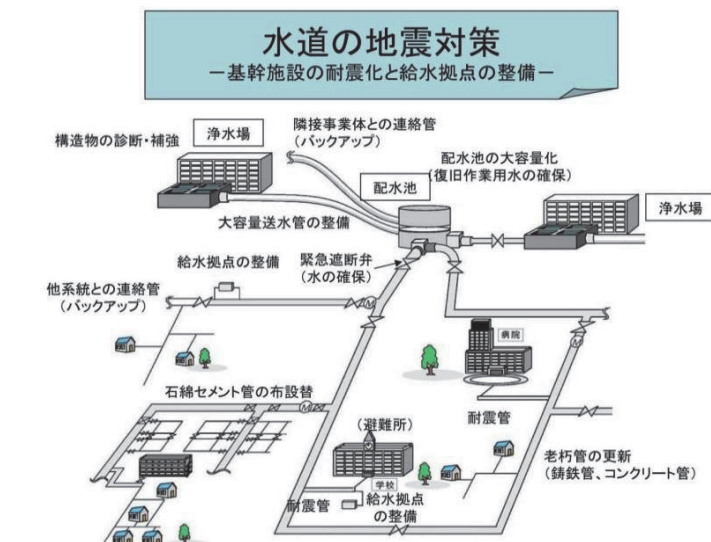 水道の地震対策
－基幹施設の耐震化と給水拠点の整備－
構造物の診断・補強
浄水場
隣接事業体との連絡管
(バックアップ)
配水池
配水池の大容量化
(復旧作業用水の確保)
浄水場
大容量送水管の整備
給水拠点の整備
緊急遮断弁
(水の確保)
他系統との連絡管
(バックアップ)
M
M
病院
石綿セメント管の布設替
M
耐震管
(避難所)
老朽管の更新
(鋳鉄管、コンクリート管)
学校
耐震管
給水拠点
の整備